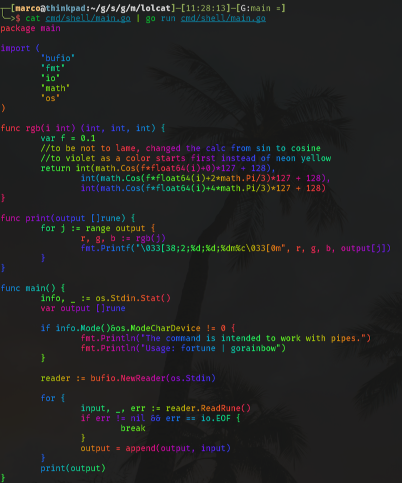 —[marco@thinkpad:~/g/s/g/m/lolcat]—[11:28:13]—[G:main =]
$ cat cmd/shell/main.go | go run cmd/shell/main.go
package main

import (
        "bufio"
        "fmt"
        "io"
        "math"
        "os"
)

func rgb(i int) (int, int, int) {
        var f = 0.1
        //to be not to lame, changed the calc from sin to cosine
        //to violet as a color starts first instead of neon yellow
        return int(math.Cos(f*float64(i)+0)*127 + 128),
                int(math.Cos(f*float64(i)+2*math.Pi/3)*127 + 128),
                int(math.Cos(f*float64(i)+4*math.Pi/3)*127 + 128)
}

func print(output []rune) {
        for j := range output {
                r, g, b := rgb(j)
                fmt.Printf("\033[38;2;%d;%d;%dm%c\033[0m", r, g, b, output[j])
        }
}

func main() {
        info, _ := os.Stdin.Stat()
        var output []rune

        if info.Mode()&os.ModeCharDevice != 0 {
                fmt.Println("The command is intended to work with pipes.")
                fmt.Println("Usage: fortune | gorainbow")
        }

        reader := bufio.NewReader(os.Stdin)

        for {
                input, _, err := reader.ReadRune()
                if err != nil && err == io.EOF {
                        break
                }
                output = append(output, input)
        }
        print(output)
}